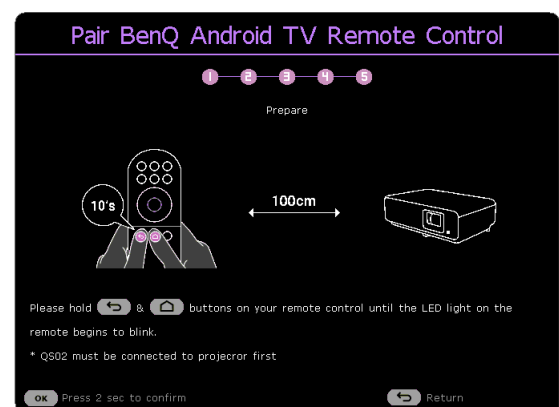 Pair BenQ Android TV Remote Control
1 2 3 4 5
Prepare
10's
100cm
Please hold & buttons on your remote control until the LED light on the
remote begins to blink.
* QS02 must be connected to projecror first
OK Press 2 sec to confirm
Return